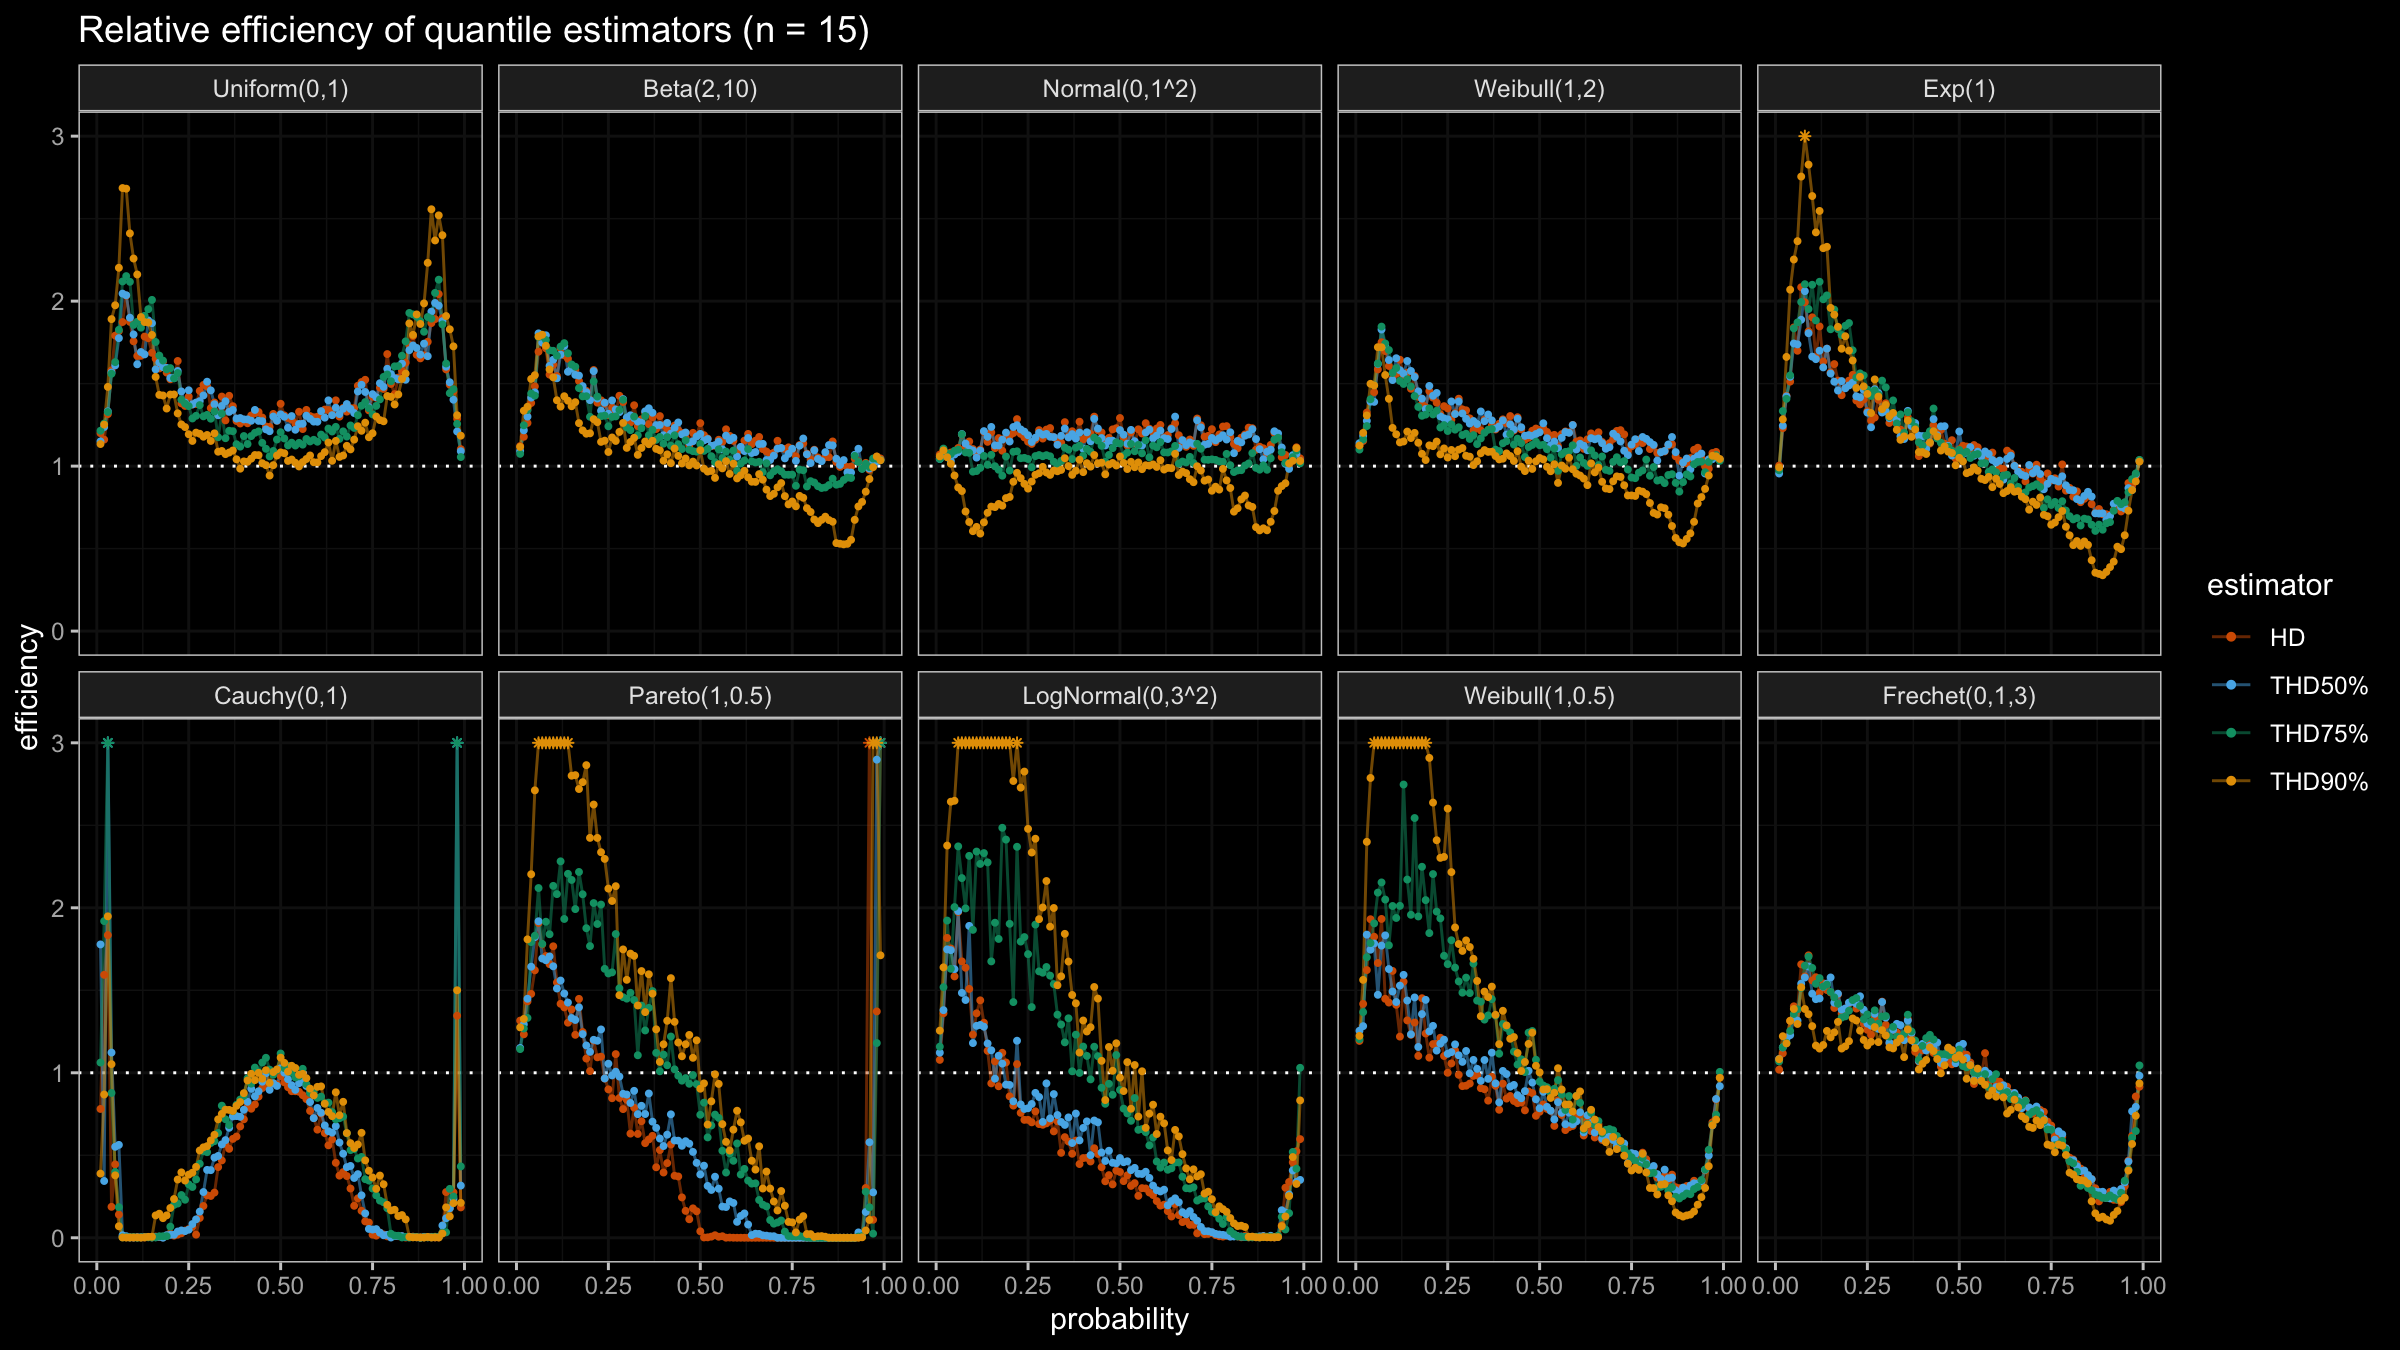 Relative efficiency of quantile estimators (n = 15)
Uniform(0,1)
Beta(2,10)
Normal(0,1^2)
Weibull(1,2)
Exp(1)
3
2
1
0
Cauchy(0,1)
Pareto(1,0.5)
LogNormal(0,3^2)
Weibull(1,0.5)
Frechet(0,1,3)
3
2
1
0
0.00 0.25 0.50 0.75 1.00
0.00 0.25 0.50 0.75 1.00
0.00 0.25 0.50 0.75 1.00
0.00 0.25 0.50 0.75 1.00
0.00 0.25 0.50 0.75 1.00
probability
efficiency
estimator
HD
THD50%
THD75%
THD90%